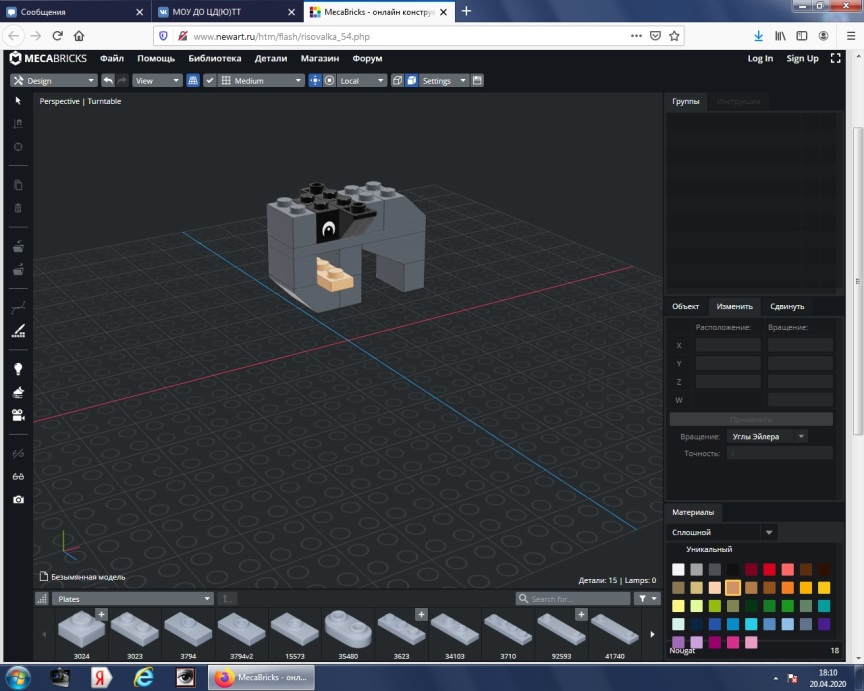 Сообщения
МОУ ДО ЦД(Ю)ТТ
MecaBricks - онлайн констру
www.newart.ru/htm/flash/risovalka_54.php
MECABRICKS Файл Помощь Библиотека Детали Магазин Форум Log In Sign Up
Design View Medium Local Settings
Perspective | Turntable
Группы Инструкции
Объект Изменить Сдвинуть
Расположение: Вращение:
X
Y
Z
W
Применить
Вращение: Углы Эйлера
Точность: 2
Материалы
Сплошной
Уникальный
Безымянная модель
Детали: 15 | Lamps: 0
Plates
Search for...
3024 3023 3794 3794v2 15573 35480 3623 34103 3710 92593 41740
Nougat 18
MecaBricks - онл...
18:10
20.04.2020